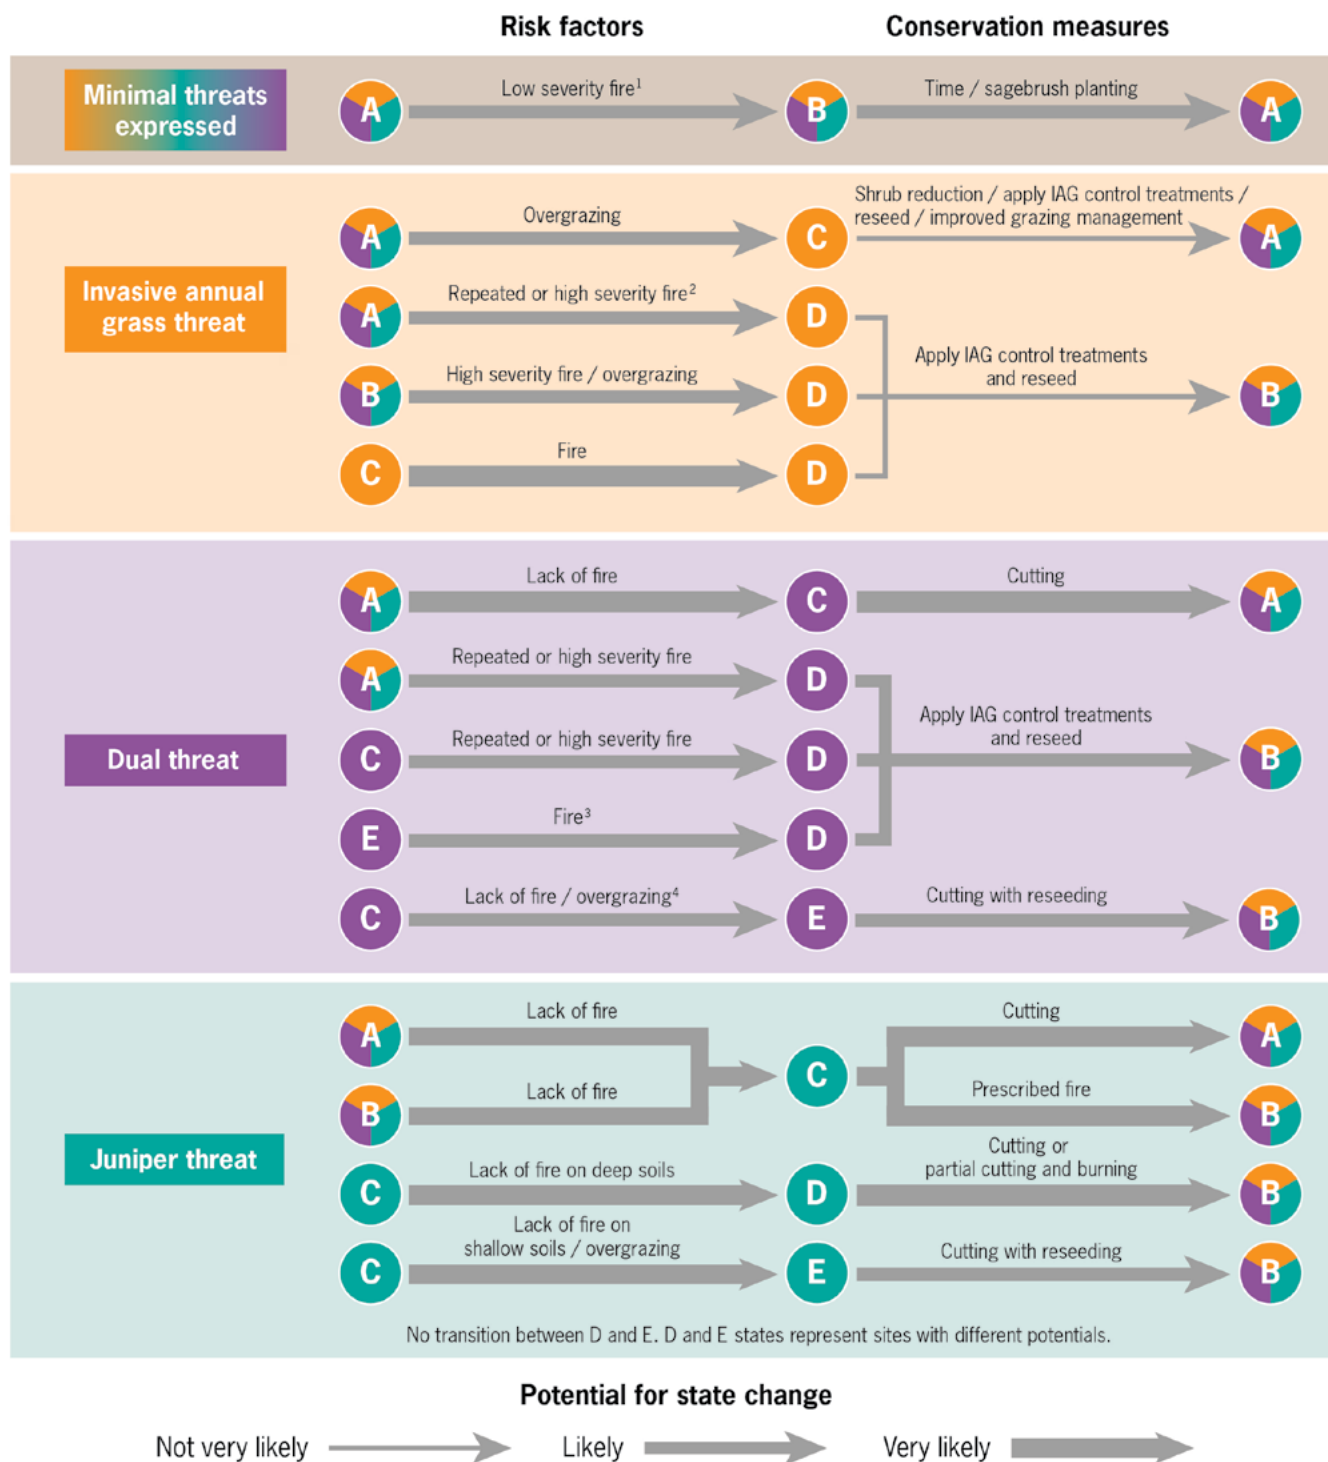 Risk factors
Conservation measures
Minimal threats
expressed
A
Low severity fire¹
B
Time / sagebrush planting
A
Invasive annual
grass threat
A
Overgrazing
C
Shrub reduction / apply IAG control treatments /
reseed / improved grazing management
A
A
Repeated or high severity fire²
D
B
High severity fire / overgrazing
D
Apply IAG control treatments
and reseed
B
C
Fire
D
Dual threat
A
Lack of fire
C
Cutting
A
A
Repeated or high severity fire
D
C
Repeated or high severity fire
D
Apply IAG control treatments
and reseed
B
E
Fire³
D
C
Lack of fire / overgrazing⁴
E
Cutting with reseeding
B
Juniper threat
A
Lack of fire
B
Lack of fire
C
Cutting
A
Prescribed fire
B
C
Lack of fire on deep soils
D
Cutting or
partial cutting and burning
B
C
Lack of fire on
shallow soils / overgrazing
E
Cutting with reseeding
B
No transition between D and E. D and E states represent sites with different potentials.
Potential for state change
Not very likely
Likely
Very likely